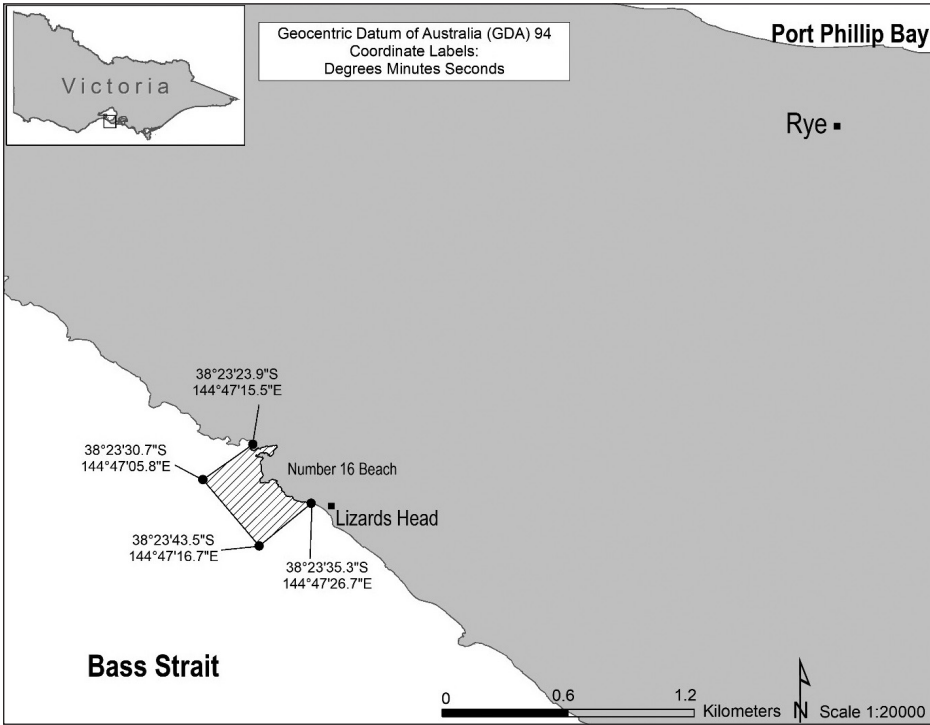 Geocentric Datum of Australia (GDA) 94
Coordinate Labels:
Degrees Minutes Seconds
Port Phillip Bay
Victoria
Rye
38°23'23.9"S
144°47'15.5"E
38°23'30.7"S
144°47'05.8"E
Number 16 Beach
Lizards Head
38°23'43.5"S
144°47'16.7"E
38°23'35.3"S
144°47'26.7"E
Bass Strait
0 0.6 1.2
Kilometers
N
Scale 1:20000